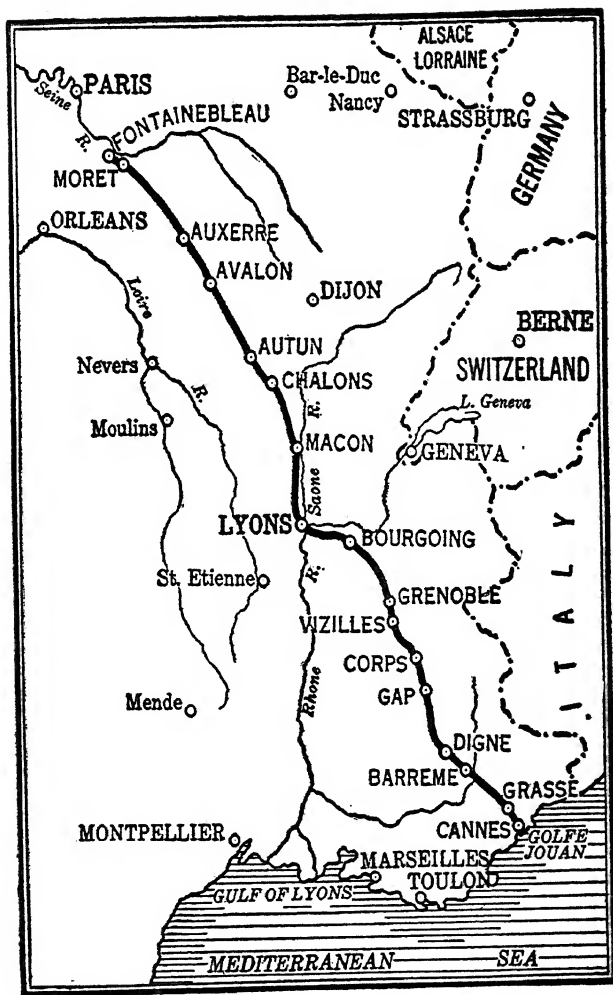 ALSACE
LORRAINE
PARIS
Bar-le-Duc
Nancy
STRASSBURG
Seine
R.
FONTAINEBLEAU
GERMANY
MORET
ORLEANS
AUXERRE
AVALON
Loire
DIJON
BERNE
Nevers
AUTUN
SWITZERLAND
CHALONS
R.
R.
L. Geneva
Moulins
MACON
GENEVA
Saone
LYONS
BOURGOING
ITALY
R.
St. Etienne
GRENOBLE
VIZILLES
CORPS
GAP
Rhone
Mende
DIGNE
BARREME
GRASSE
CANNES
MONTPELLIER
GOLFE
JOUAN
MARSEILLES
GULF OF LYONS
TOULON
MEDITERRANEAN SEA